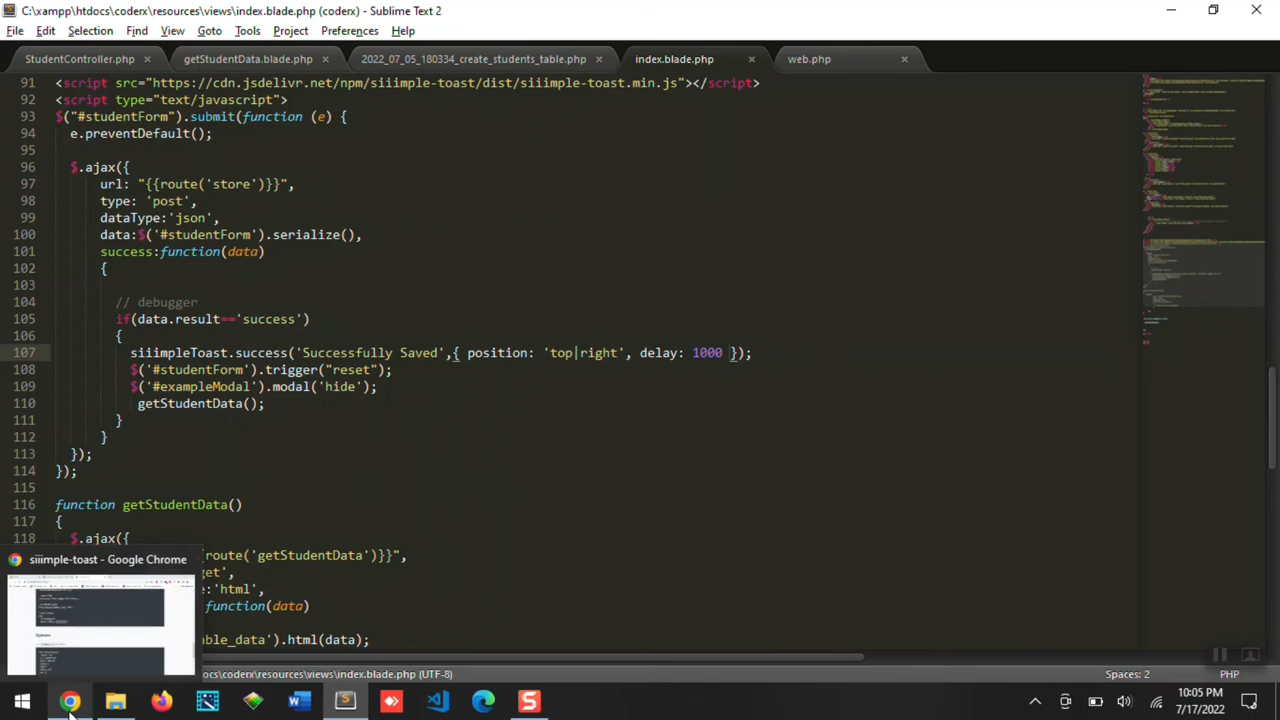 C:\xampp\htdocs\coderx\resources\views\index.blade.php (coderx) - Sublime Text 2
File Edit Selection Find View Goto Tools Project Preferences Help
StudentController.php × getStudentData.blade.php × 2022_07_05_180334_create_students_table.php × index.blade.php × web.php ×
91 <script src="https://cdn.jsdelivr.net/npm/siiimple-toast/dist/siiimple-toast.min.js"></script>
92 <script type="text/javascript">
93 $("#studentForm").submit(function (e) {
94 e.preventDefault();
95
96 $.ajax({
97 url: "{{route('store')}}",
98 type: 'post',
99 dataType:'json',
100 data:$('#studentForm').serialize(),
101 success:function(data)
102 {
103
104 // debugger
105 if(data.result=='success')
106 {
107 siiimpleToast.success('Successfully Saved',{ position: 'top|right', delay: 1000 });
108 $('#studentForm').trigger("reset");
109 $('#exampleModal').modal('hide');
110 getStudentData();
111 }
112 }
113 });
114 });
115
116 function getStudentData()
117 {
118 $.ajax({
siiimple-toast - Google Chrome
route('getStudentData')}}",
et',
:'html',
function(data)
able_data').html(data);
\coderx\resources\views\index.blade.php (UTF-8) Spaces: 2 PHP
10:05 PM
7/17/2022